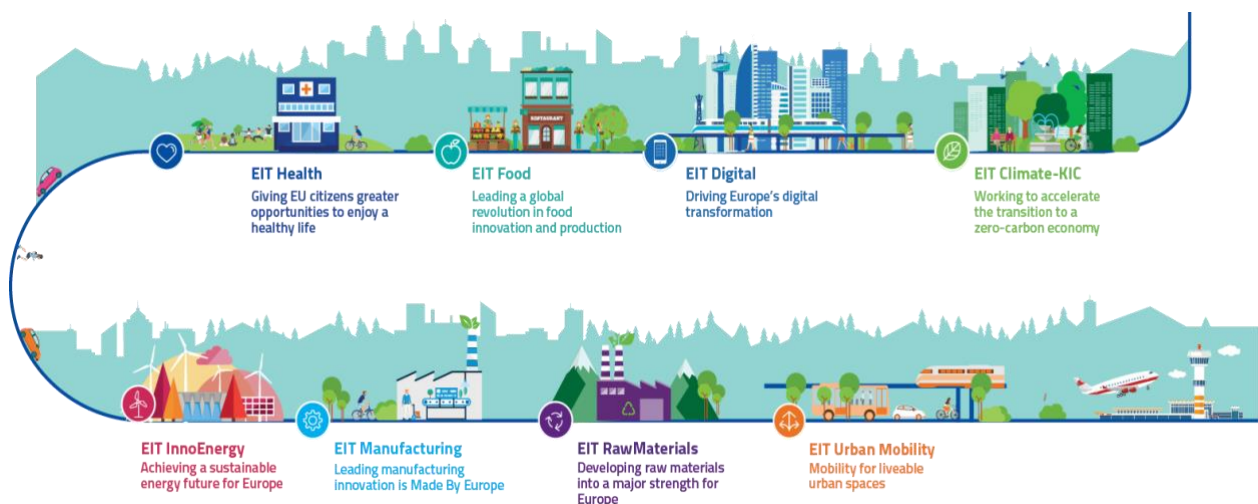 RESTAURANT
EIT Health
Giving EU citizens greater
opportunities to enjoy a
healthy life
EIT Food
Leading a global
revolution in food
innovation and production
EIT Digital
Driving Europe's digital
transformation
EIT Climate-KIC
Working to accelerate
the transition to a
zero-carbon economy
EIT InnoEnergy
Achieving a sustainable
energy future for Europe
EIT Manufacturing
Leading manufacturing
innovation is Made By Europe
EIT RawMaterials
Developing raw materials
into a major strength for
Europe
EIT Urban Mobility
Mobility for liveable
urban spaces